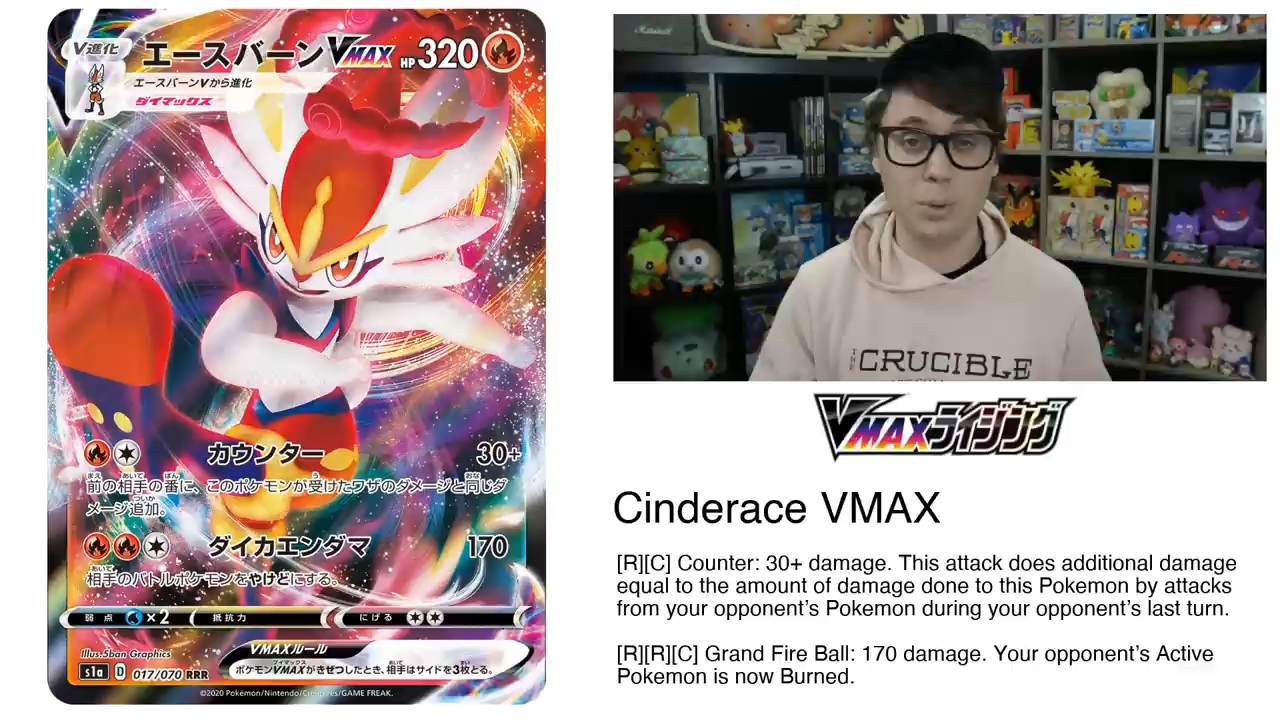 V進化
エースバーンVMAX HP320
エースバーンVから進化
ダイマックス
カウンター 30+
前の相手の番に、このポケモンが受けたワザのダメージと同じダ
メージ追加。
ダイカエンダマ 170
相手のバトルポケモンをやけどにする。
弱点 ×2 抵抗力 にげる
Illus.5ban Graphics
VMAXルール
ポケモンVMAXがきぜつしたとき、相手はサイドを3枚とる。
s1a D 017/070 RRR
©2020 Pokémon/Nintendo/Creatures/GAME FREAK.
Marshall
THE CRUCIBLE
VMAXライジング
Cinderace VMAX
[R][C] Counter: 30+ damage. This attack does additional damage
equal to the amount of damage done to this Pokemon by attacks
from your opponent's Pokemon during your opponent's last turn.
[R][R][C] Grand Fire Ball: 170 damage. Your opponent's Active
Pokemon is now Burned.